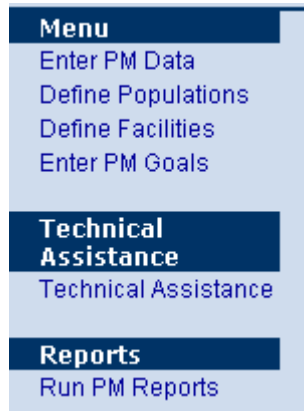 Menu
Enter PM Data
Define Populations
Define Facilities
Enter PM Goals
Technical
Assistance
Technical Assistance
Reports
Run PM Reports